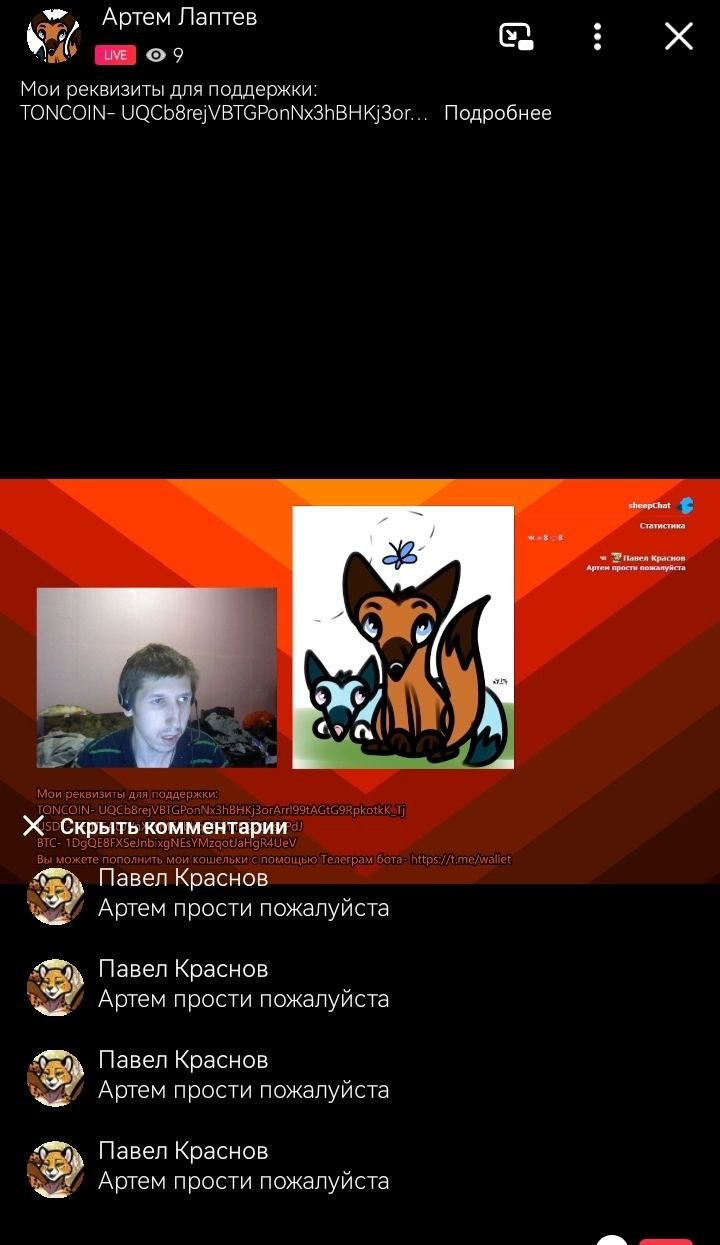 Артем Лаптев
LIVE 9
Мои реквизиты для поддержки:
TONCOIN- UQCb8rejVBTGPonNx3hBHKj3or... Подробнее
sheepChat
Статистика
8 8
Павел Краснов
Артем прости пожалуйста
Мои реквизиты для поддержки:
TONCOIN- UQCb8rejVBTGPonNx3hBHKj3orArrl99tAGtG9RpkotkK_Tj
Скрыть комментарии
BTC- 1DgQE8FXSeJnbixgNEsYMzqotJaHgR4UeV
Вы можете пополнить мои кошельки с помощью Телеграм бота- https://t.me/wallet
Павел Краснов
Артем прости пожалуйста
Павел Краснов
Артем прости пожалуйста
Павел Краснов
Артем прости пожалуйста
Павел Краснов
Артем прости пожалуйста